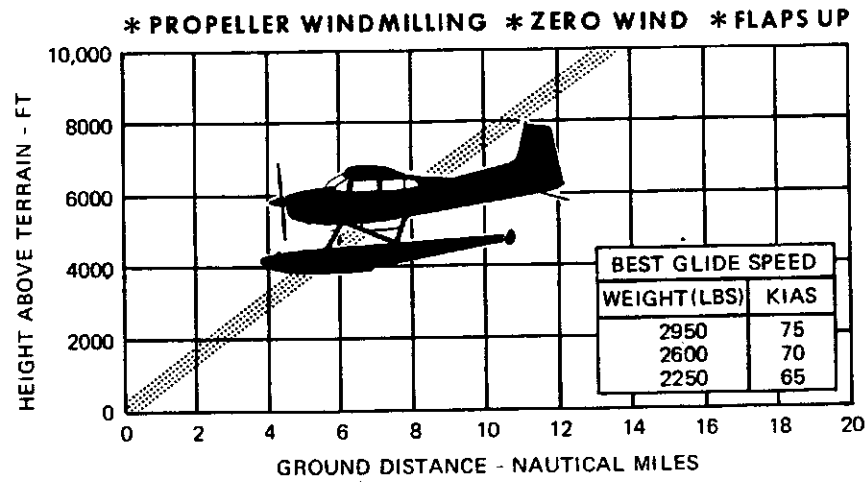 * PROPELLER WINDMILLING * ZERO WIND * FLAPS UP
HEIGHT ABOVE TERRAIN - FT
10,000
8000
6000
4000
2000
0
BEST GLIDE SPEED
WEIGHT (LBS) KIAS
2950 75
2600 70
2250 65
0 2 4 6 8 10 12 14 16 18 20
GROUND DISTANCE - NAUTICAL MILES